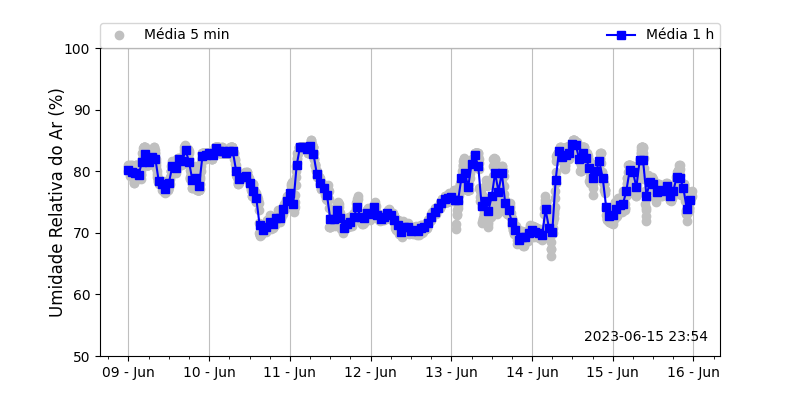 Média 5 min
Média 1 h
Umidade Relativa do Ar (%)
100
90
80
70
60
50
2023-06-15 23:54
09 - Jun
10 - Jun
11 - Jun
12 - Jun
13 - Jun
14 - Jun
15 - Jun
16 - Jun